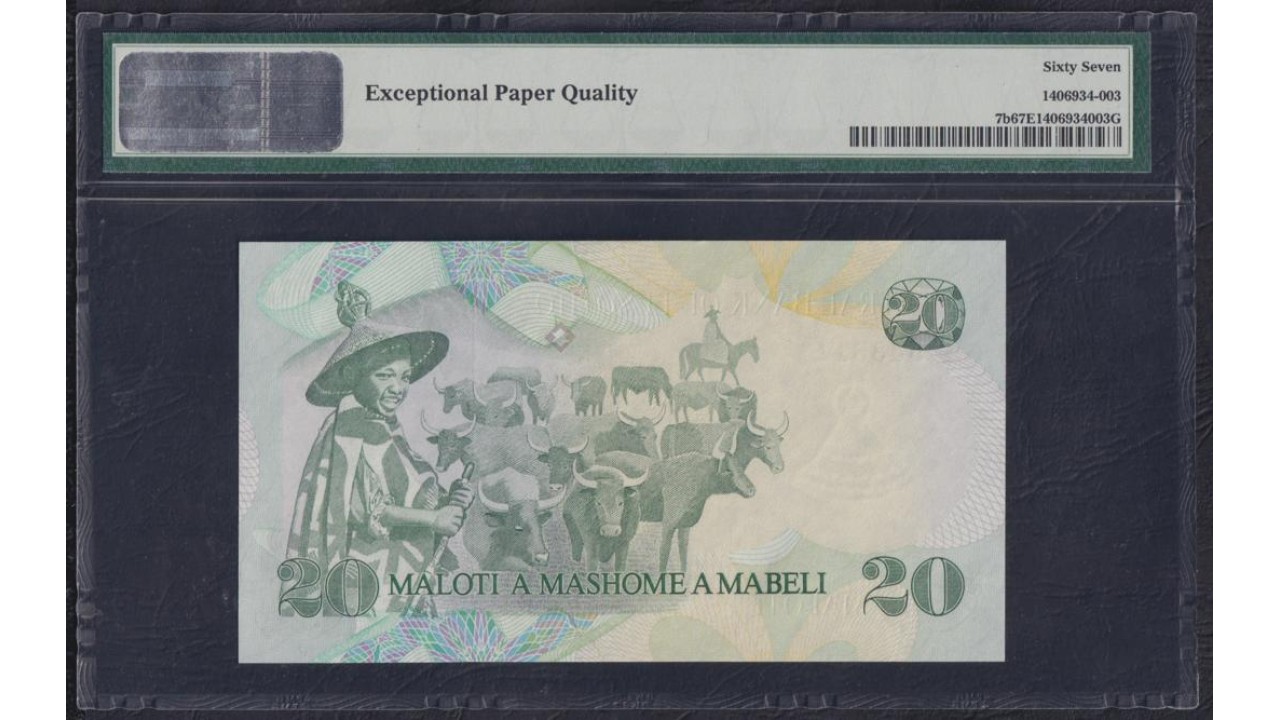 Exceptional Paper Quality
Sixty Seven
1406934-003
7b67E1406934003G
20
20 MALOTI A MASHOME A MABELI 20